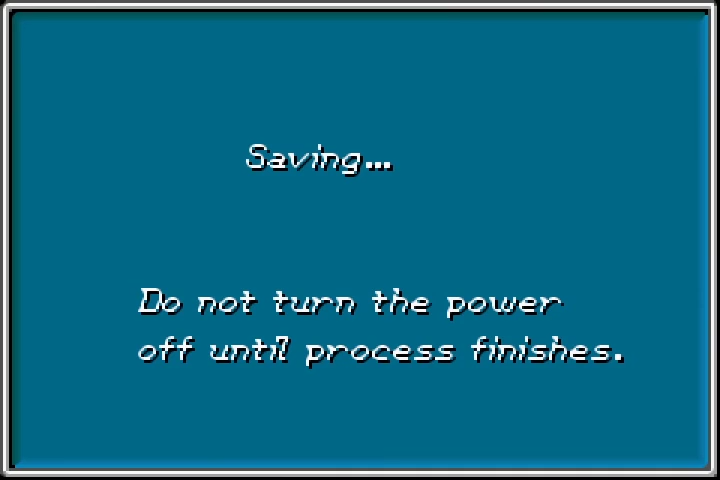 Saving...
Do not turn the power
off until process finishes.